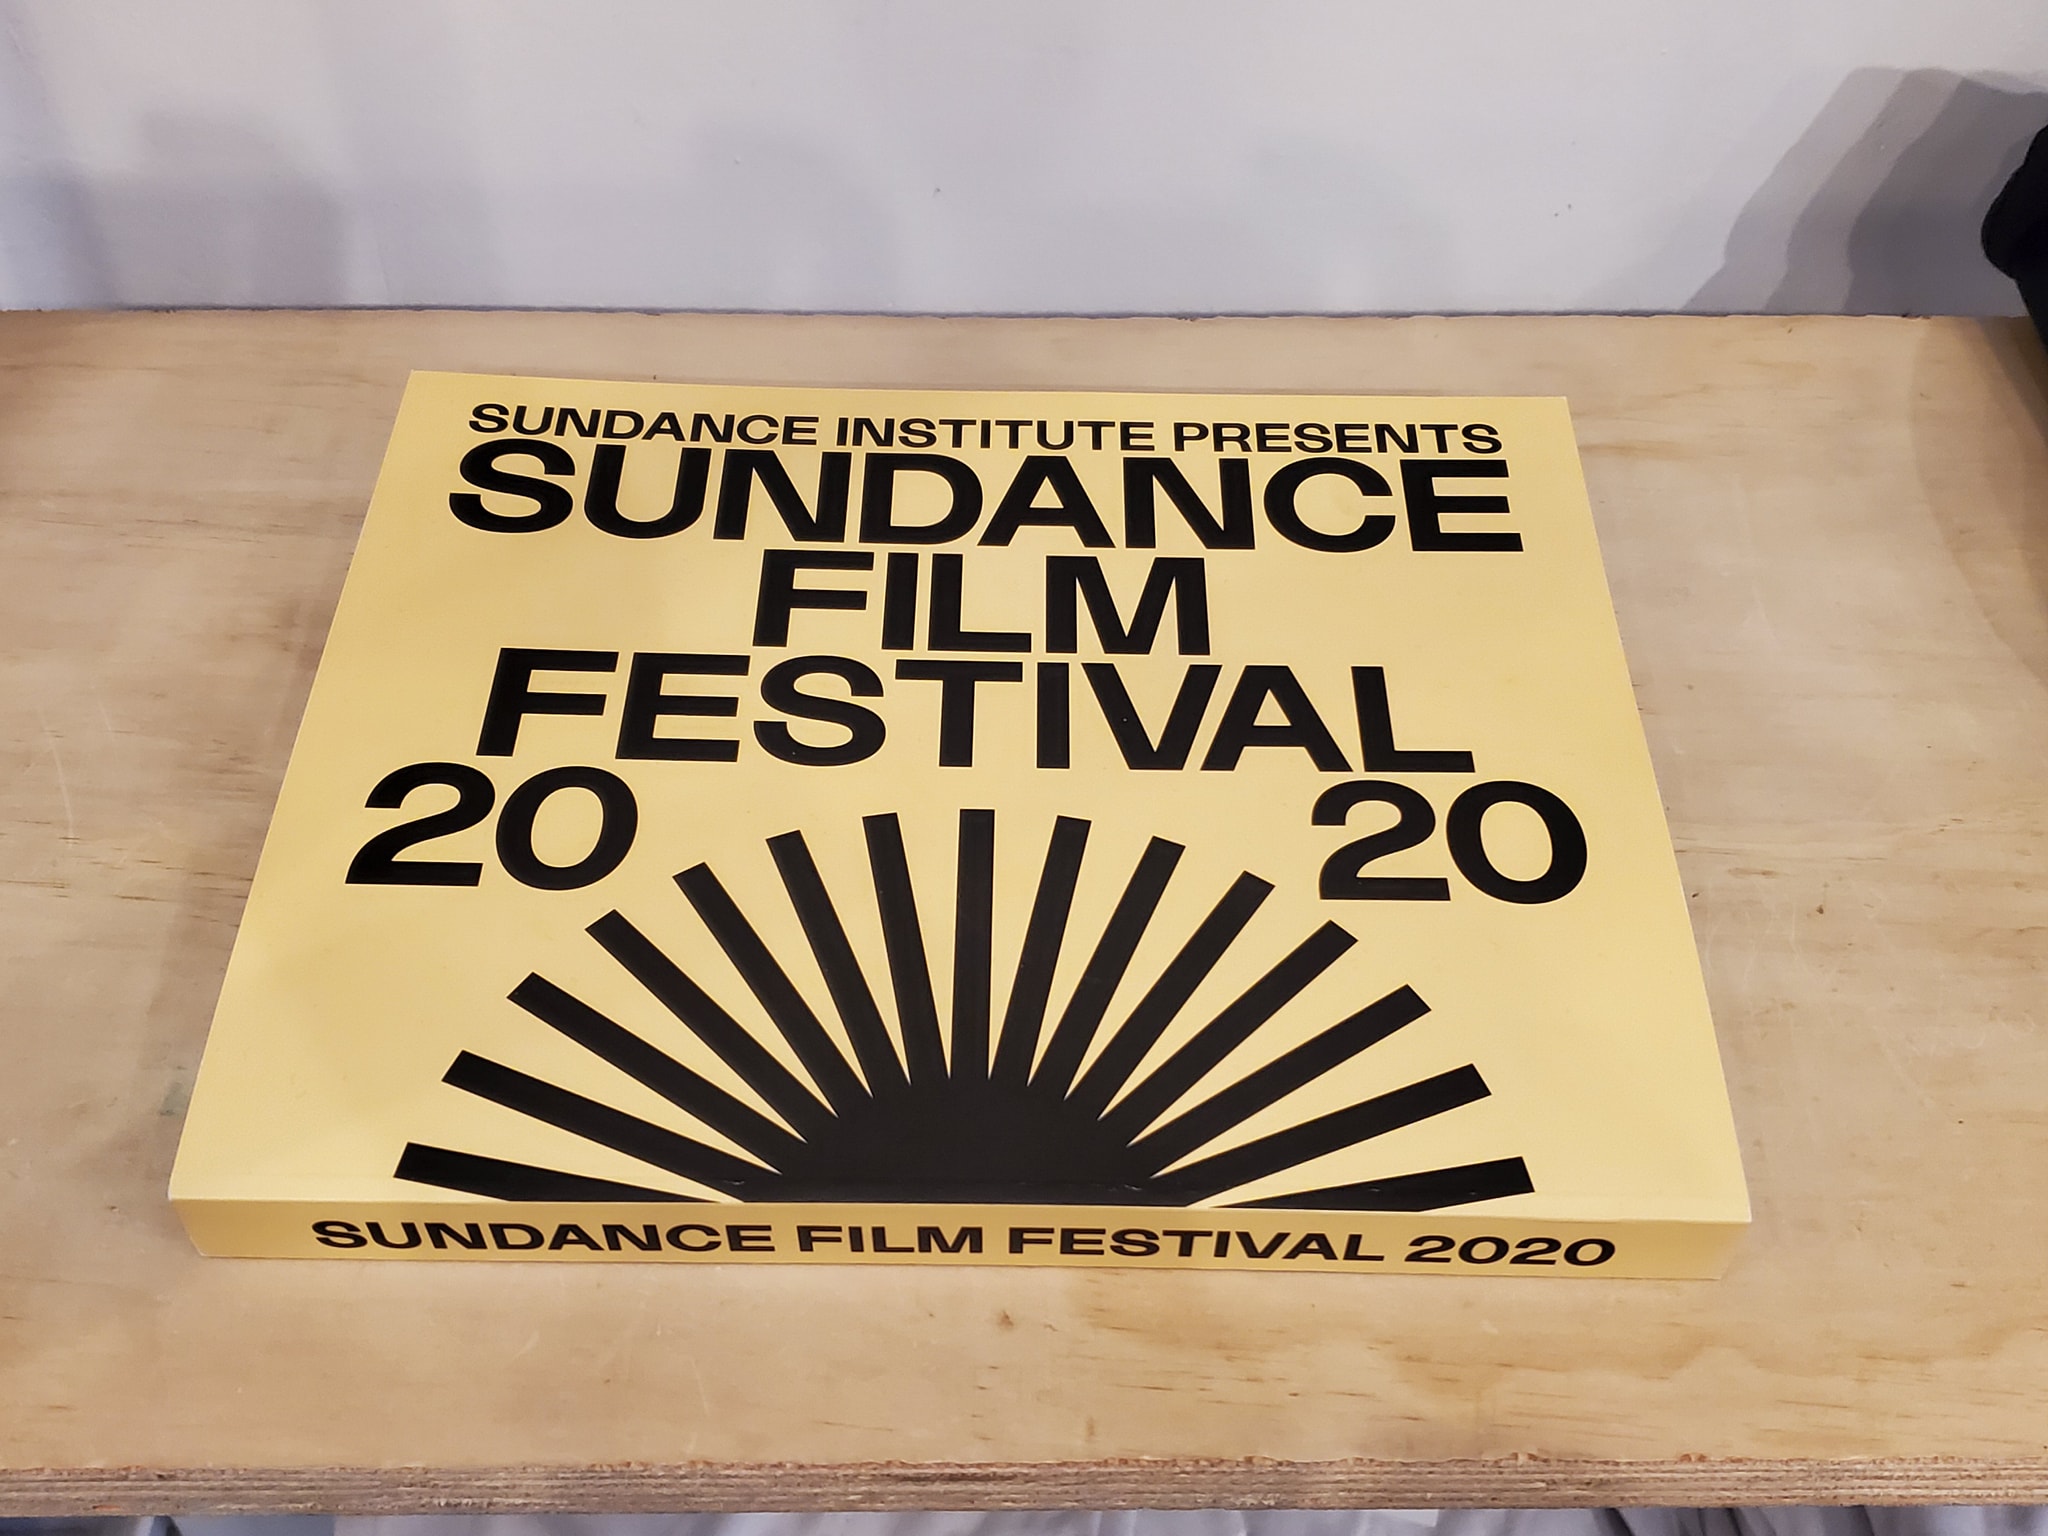 SUNDANCE INSTITUTE PRESENTS
SUNDANCE
FILM
FESTIVAL
20 20
SUNDANCE FILM FESTIVAL 2020